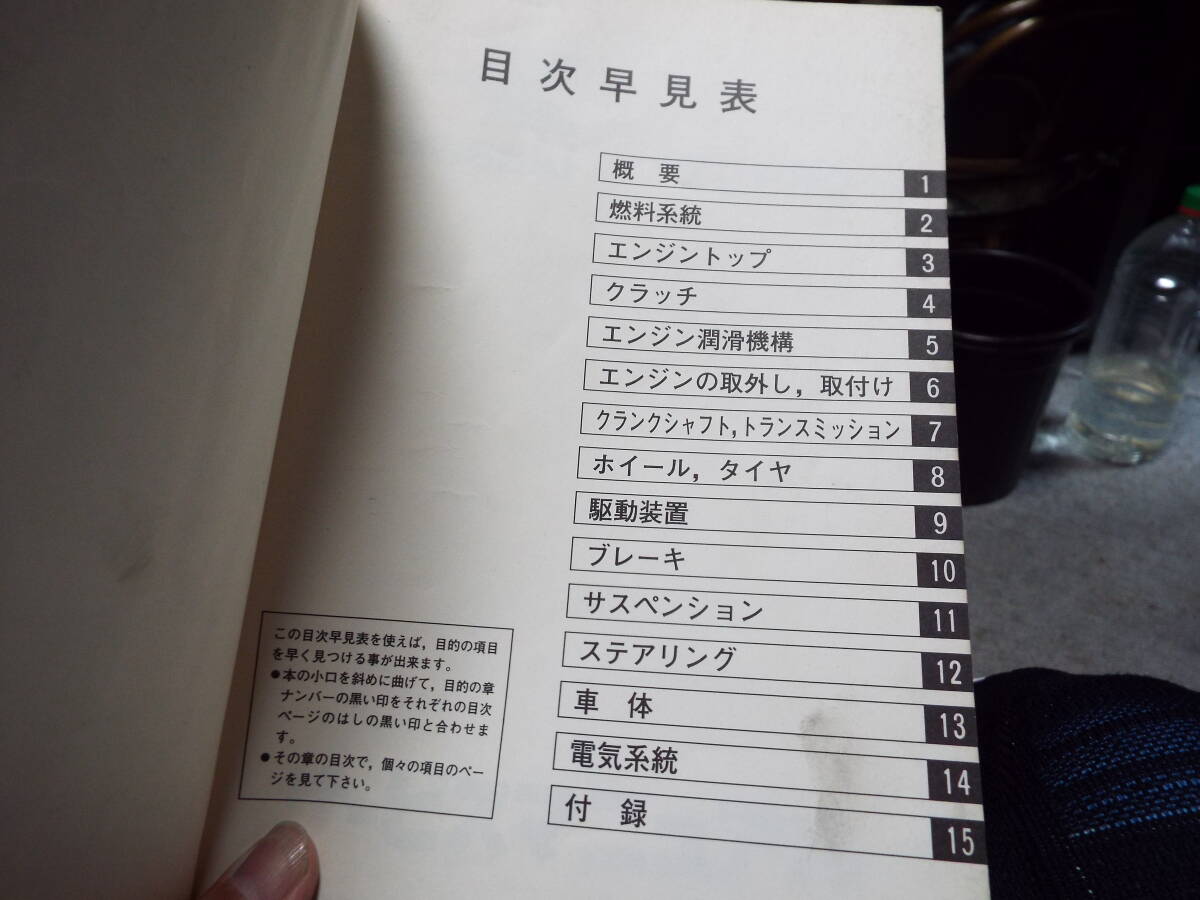 目次早見表
概 要 1
燃料系統 2
エンジントップ 3
クラッチ 4
エンジン潤滑機構 5
エンジンの取外し，取付け 6
クランクシャフト,トランスミッション 7
ホイール，タイヤ 8
駆動装置 9
ブレーキ 10
サスペンション 11
ステアリング 12
車 体 13
電気系統 14
付 録 15
この目次早見表を使えば，目的の項目
を早く見つける事が出来ます。
●本の小口を斜めに曲げて，目的の章
ナンバーの黒い印をそれぞれの目次
ページのはしの黒い印と合わせま
す。
●その章の目次で，個々の項目のペー
ジを見て下さい。